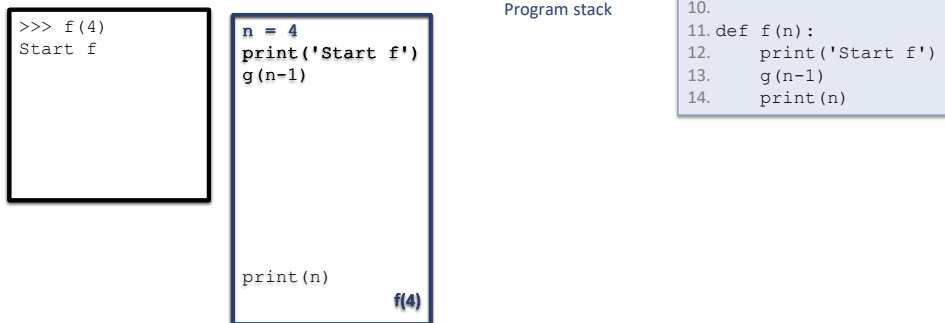 >>> f(4)
Start f
n = 4
print('Start f')
g(n-1)
print(n)
f(4)
Program stack
10.
11. def f(n):
12.     print('Start f')
13.     g(n-1)
14.     print(n)